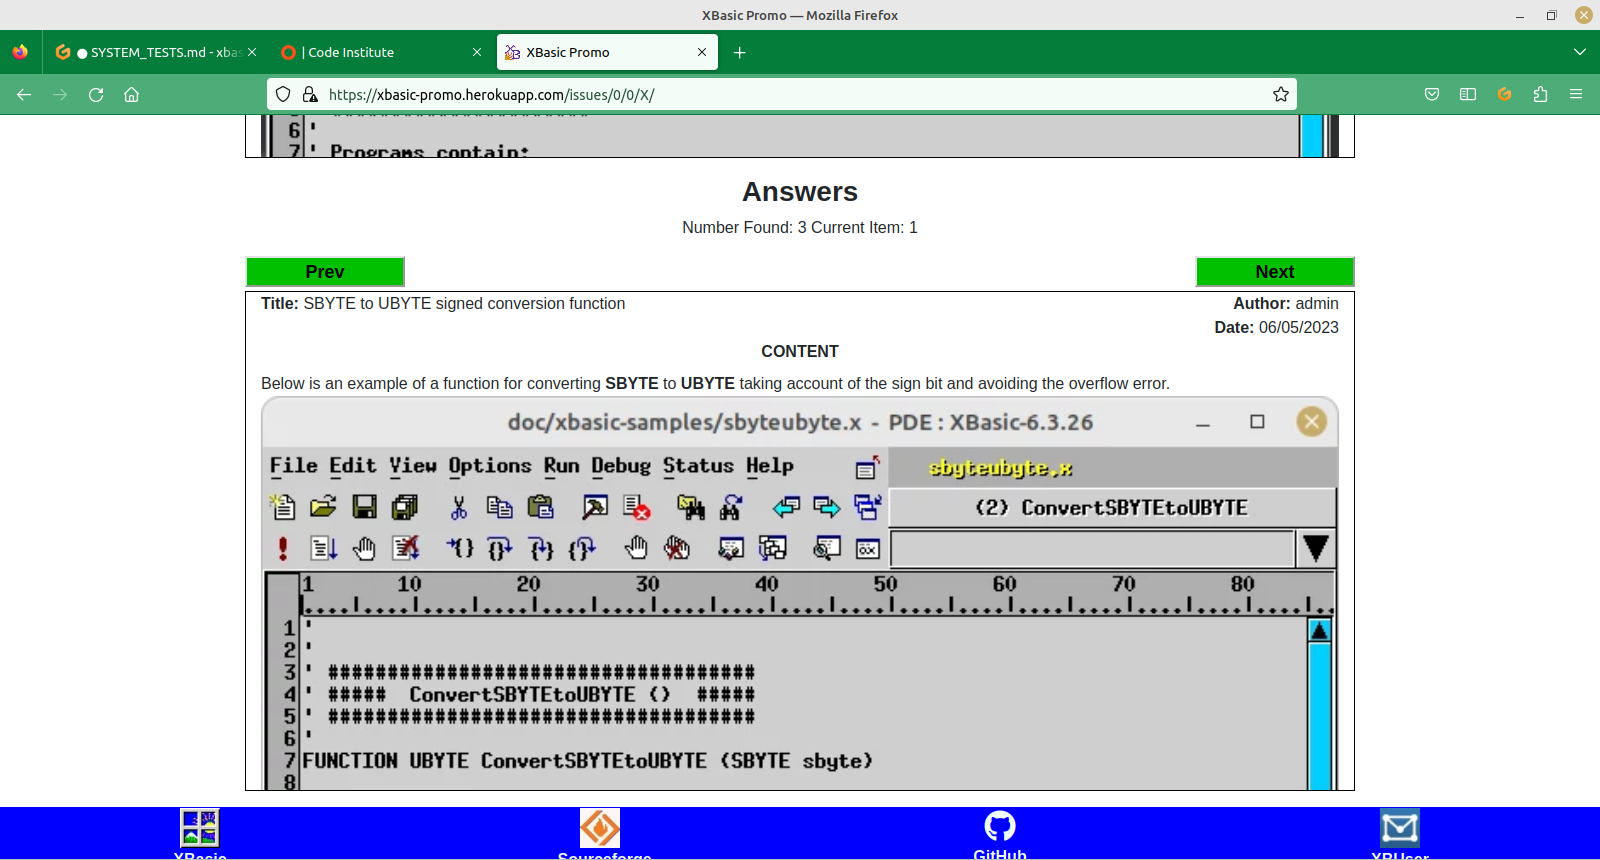 XBasic Promo — Mozilla Firefox
SYSTEM_TESTS.md - xbas
| Code Institute
XBasic Promo
https://xbasic-promo.herokuapp.com/issues/0/0/X/
6 '
7 ' Programs contain:
Answers
Number Found: 3 Current Item: 1
Prev
Next
Title: SBYTE to UBYTE signed conversion function
Author: admin
Date: 06/05/2023
CONTENT
Below is an example of a function for converting SBYTE to UBYTE taking account of the sign bit and avoiding the overflow error.
doc/xbasic-samples/sbyteubyte.x - PDE : XBasic-6.3.26
File Edit View Options Run Debug Status Help
sbyteubyte.x
(2) ConvertSBYTEtoUBYTE
1 10 20 30 40 50 60 70 80
1 '
2 '
3 ' ####################################
4 ' ##### ConvertSBYTEtoUBYTE () #####
5 ' ####################################
6 '
7 FUNCTION UBYTE ConvertSBYTEtoUBYTE (SBYTE sbyte)
8
XBasic
Sourceforge
GitHub
XBUser